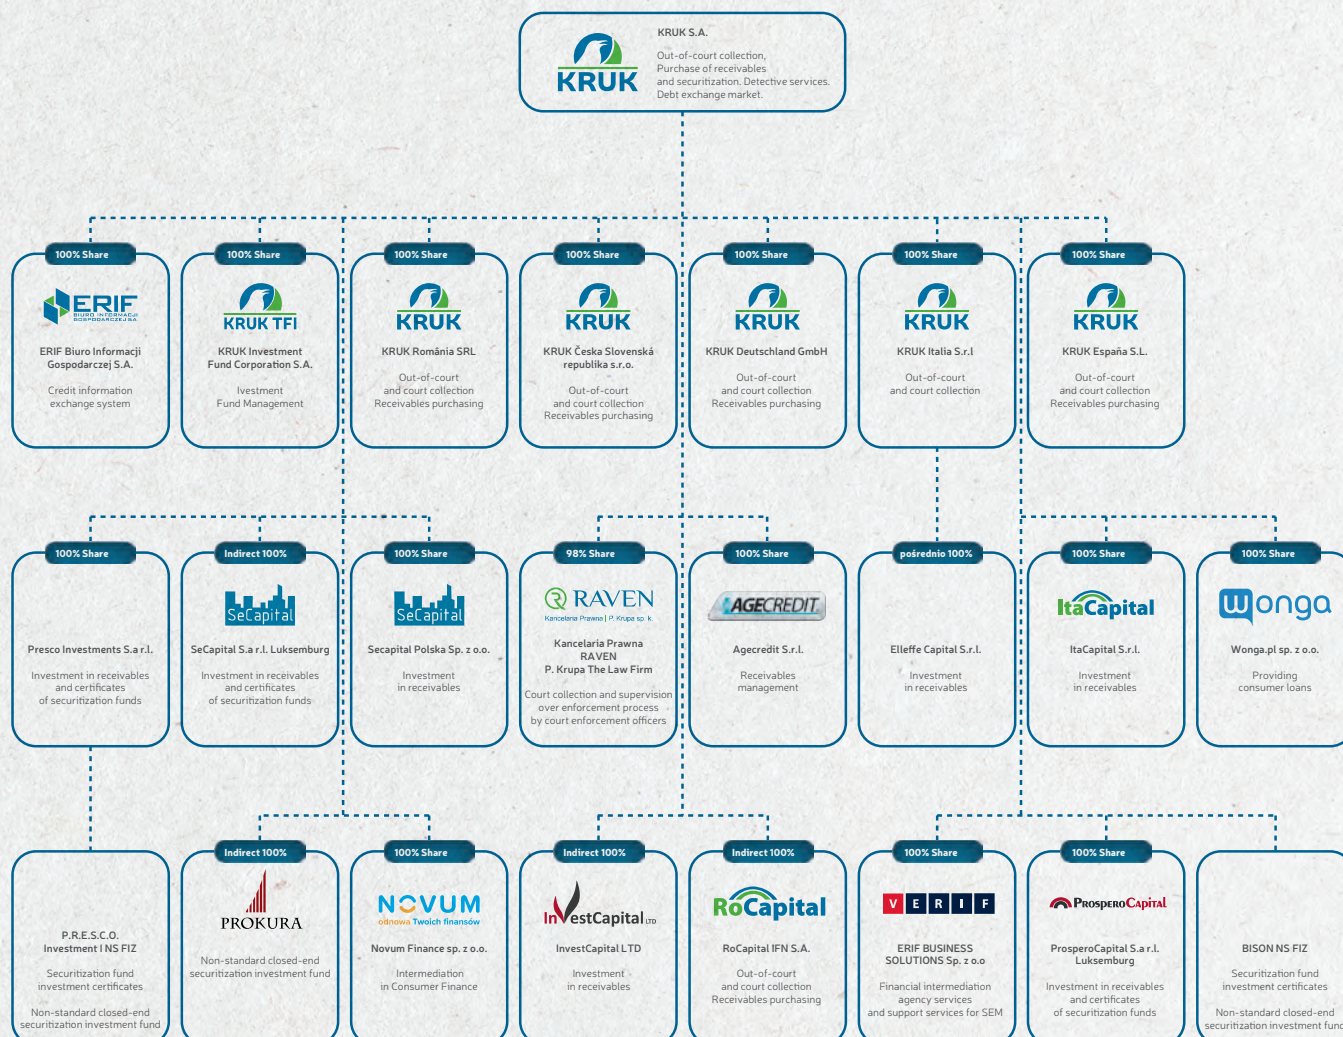 KRUK
KRUK S.A.
Out-of-court collection,
Purchase of receivables
and securitization. Detective services.
Debt exchange market.
100% Share
ERIF
BIURO INFORMACJI
GOSPODARCZEJ SA
ERIF Biuro Informacji
Gospodarczej S.A.
Credit information
exchange system
100% Share
KRUK TFI
KRUK Investment
Fund Corporation S.A.
Ivestment
Fund Management
100% Share
KRUK
KRUK România SRL
Out-of-court
and court collection
Receivables purchasing
100% Share
KRUK
KRUK Česka Slovenská
republika s.r.o.
Out-of-court
and court collection
Receivables purchasing
100% Share
KRUK
KRUK Deutschland GmbH
Out-of-court
and court collection
Receivables purchasing
100% Share
KRUK
KRUK Italia S.r.l
Out-of-court
and court collection
100% Share
KRUK
KRUK España S.L.
Out-of-court
and court collection
Receivables purchasing
100% Share
Presco Investments S.a r.l.
Investment in receivables
and certificates
of securitization funds
Indirect 100%
SeCapital
SeCapital S.a r.l. Luksemburg
Investment in receivables
and certificates
of securitization funds
100% Share
SeCapital
Secapital Polska Sp. z o.o.
Investment
in receivables
98% Share
RAVEN
Kancelaria Prawna | P. Krupa sp. k.
Kancelaria Prawna
RAVEN
P. Krupa The Law Firm
Court collection and supervision
over enforcement process
by court enforcement officers
100% Share
AGECREDIT
Agecredit S.r.l.
Receivables
management
pośrednio 100%
Elleffe Capital S.r.l.
Investment
in receivables
100% Share
ItaCapital
ItaCapital S.r.l.
Investment
in receivables
100% Share
wonga
Wonga.pl sp. z o.o.
Providing
consumer loans
P.R.E.S.C.O.
Investment I NS FIZ
Securitization fund
investment certificates
Non-standard closed-end
securitization investment fund
Indirect 100%
PROKURA
Non-standard closed-end
securitization investment fund
100% Share
NOVUM
odnowa Twoich finansów
Novum Finance sp. z o.o.
Intermediation
in Consumer Finance
Indirect 100%
InvestCapital LTD
InvestCapital LTD
Investment
in receivables
Indirect 100%
RoCapital
RoCapital IFN S.A.
Out-of-court
and court collection
Receivables purchasing
100% Share
VERIF
ERIF BUSINESS
SOLUTIONS Sp. z o.o
Financial intermediation
agency services
and support services for SEM
100% Share
PROSPEROCAPITAL
ProsperoCapital S.a r.l.
Luksemburg
Investment in receivables
and certificates
of securitization funds
BISON NS FIZ
Securitization fund
investment certificates
Non-standard closed-end
securitization investment fund